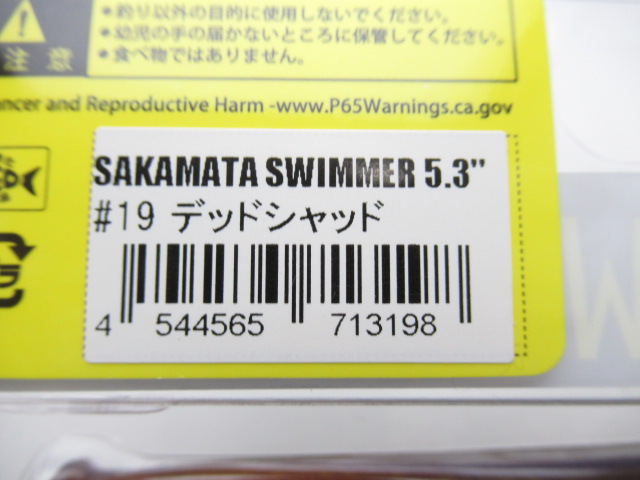 ●釣り以外の目的に使用しないでください。
●幼児の手の届かないところに保管してください。
●食べ物ではありません。
注意
ancer and Reproductive Harm -www.P65Warnings.ca.gov
SAKAMATA SWIMMER 5.3"
#19 デッドシャッド
4 544565 713198